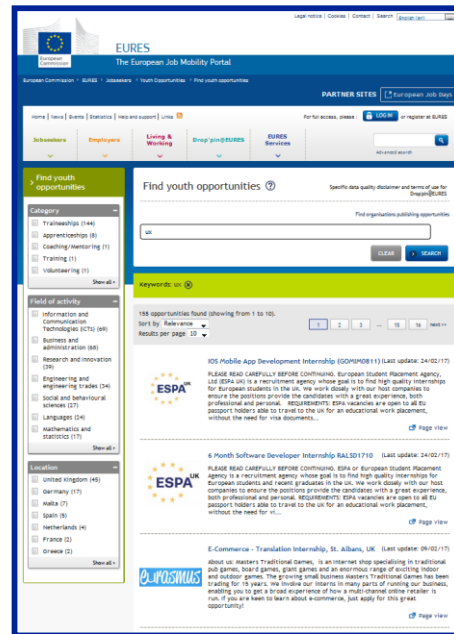 Legal notice | Cookies | Contact | Search English (en)
European
Commission
EURES
The European Job Mobility Portal
European Commission > EURES > Jobseekers > Youth Opportunities > Find youth opportunities
PARTNER SITES European Job Days
Home | News | Events | Statistics | Help and support | Links
For full access, please : LOG IN or register at EURES
Jobseekers Employers Living & Working Drop'pin@EURES EURES Services
Advanced search
Find youth opportunities
Find youth opportunities
Specific data quality disclaimer and terms of use for
Drop'pin@EURES
Find organisations publishing opportunities
ux
CLEAR SEARCH
Keywords: ux
Category
Traineeships (144)
Apprenticeships (8)
Coaching/Mentoring (1)
Training (1)
Volunteering (1)
Show all >
Field of activity
Information and
Communication
Technologies (ICTs) (69)
Business and
administration (68)
Research and Innovation
(39)
Engineering and
engineering trades (34)
Social and behavioural
sciences (27)
Languages (24)
Mathematics and
statistics (17)
Show all >
Location
United Kingdom (45)
Germany (17)
Malta (7)
Spain (5)
Netherlands (4)
France (2)
Greece (2)
Show all >
155 opportunities found (showing from 1 to 10).
Sort by Relevance
Results per page: 10
1 2 3 ... 15 16 next >>
ESPA UK
IOS Mobile App Development Internship (GOMIMOB11) (Last update: 24/02/17)
PLEASE READ CAREFULLY BEFORE CONTINUING. European Student Placement Agency,
Ltd (ESPA UK) is a recruitment agency whose goal is to find high quality internships
for European students in the UK. We work closely with our host companies to
ensure the positions provide the candidates with a great experience, both
professional and personal. REQUIREMENTS: ESPA vacancies are open to all EU
passport holders able to travel to the UK for an educational work placement,
without the need for visa documents...
Page view
ESPA UK
6 Month Software Developer Internship RALSD1710 (Last update: 24/02/17)
PLEASE READ CAREFULLY BEFORE CONTINUING. ESPA or European Student Placement
Agency is a recruitment agency whose goal is to find high quality internships for
European students and recent graduates in the UK. We work closely with our host
companies to ensure the positions provide the candidates with a great experience,
both professional and personal. REQUIREMENTS: ESPA vacancies are open to all EU
passport holders able to travel to the UK for an educational work placement,
without the need for vi...
Page view
eurasmus
E-Commerce - Translation Internship, St. Albans, UK (Last update: 09/02/17)
About us: Masters Traditional Games, is an internet shop specialising in traditional
pub games, board games, giant games and an enormous range of exciting indoor
and outdoor games. The growing small business Masters Traditional Games has been
trading for 15 years. We involve our interns in many parts of running our business,
enabling you to get a broad experience of how a multi-channel online retailer is
run. If you are keen to learn about e-commerce, just apply for this great
opportunity!
Page view